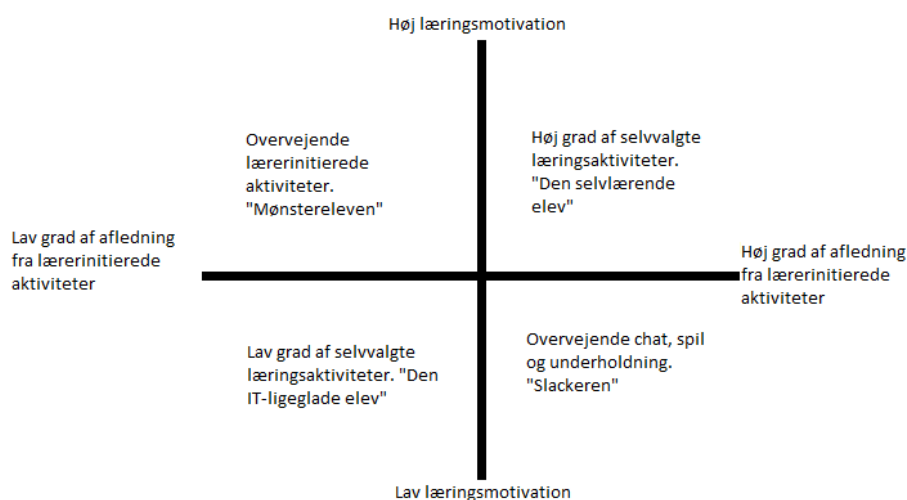 Høj læringsmotivation
Overvejende
lærerinitierede
aktiviteter.
"Mønstereleven"
Høj grad af selvvalgte
læringsaktiviteter.
"Den selvlærende
elev"
Lav grad af afledning
fra lærerinitierede
aktiviteter
Høj grad af afledning
fra lærerinitierede
aktiviteter
Lav grad af selvvalgte
læringsaktiviteter. "Den
IT-ligeglade elev"
Overvejende chat, spil
og underholdning.
"Slackeren"
Lav læringsmotivation